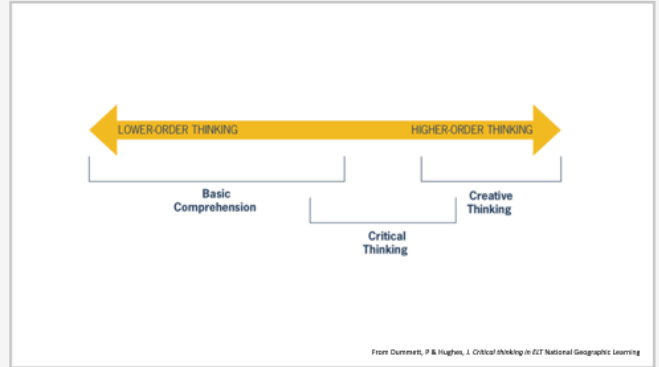 LOWER-ORDER THINKING
HIGHER-ORDER THINKING
Basic
Comprehension
Creative
Thinking
Critical
Thinking
From Dummett, P & Hughes, J. Critical thinking in ELT National Geographic Learning